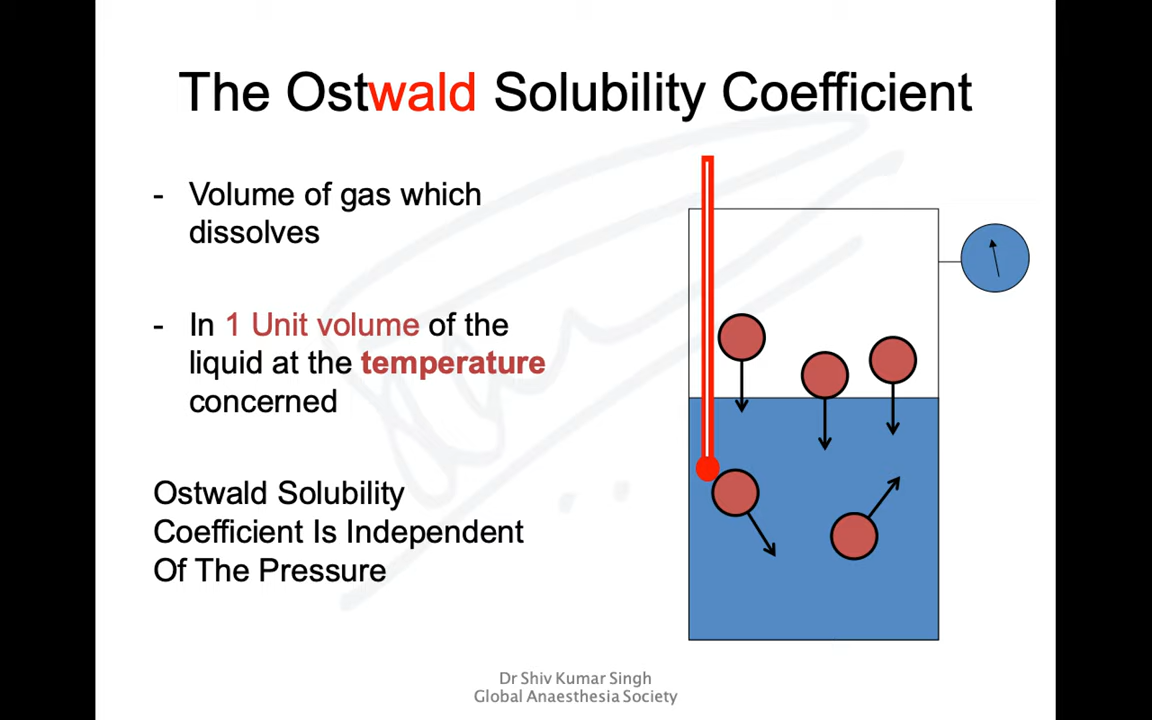 The Ostwald Solubility Coefficient
- Volume of gas which
dissolves
- In 1 Unit volume of the
liquid at the temperature
concerned
Ostwald Solubility
Coefficient Is Independent
Of The Pressure
Dr Shiv Kumar Singh
Global Anaesthesia Society